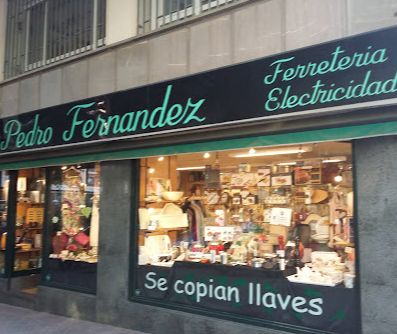 Pedro Fernandez
Ferreteria
Electricidad
Se copian llaves